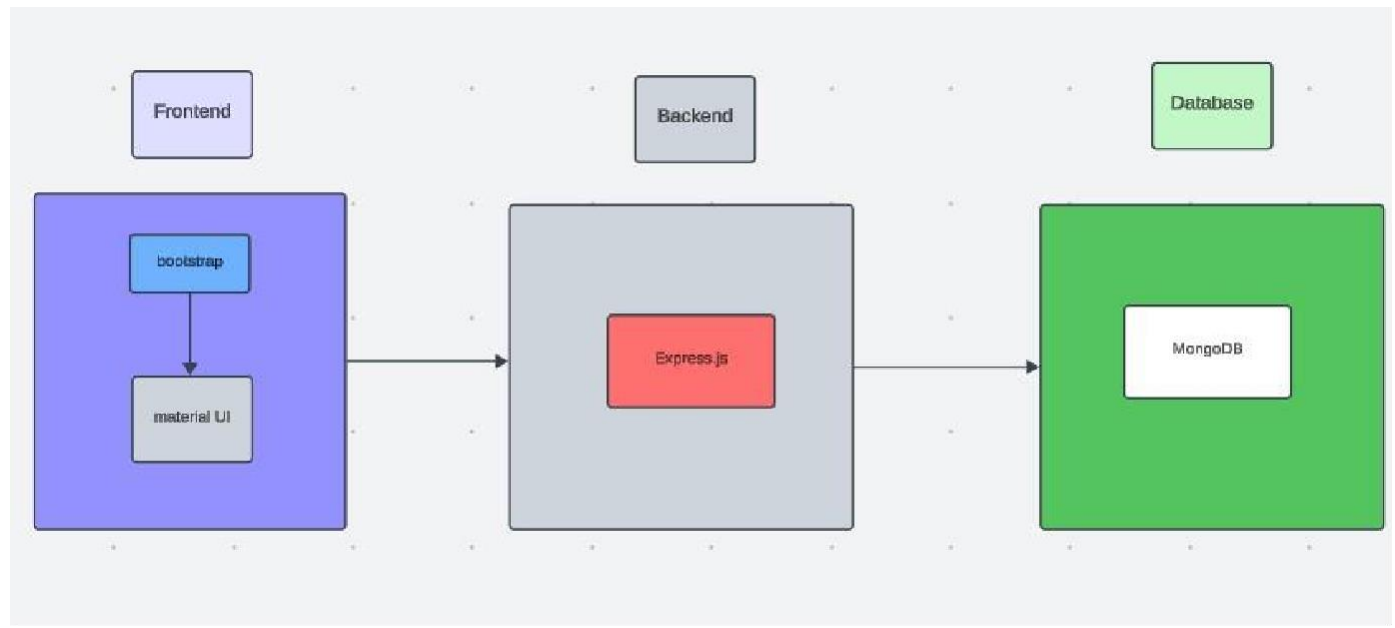 Frontend
Backend
Database
bootstrap
material UI
Express.js
MongoDB